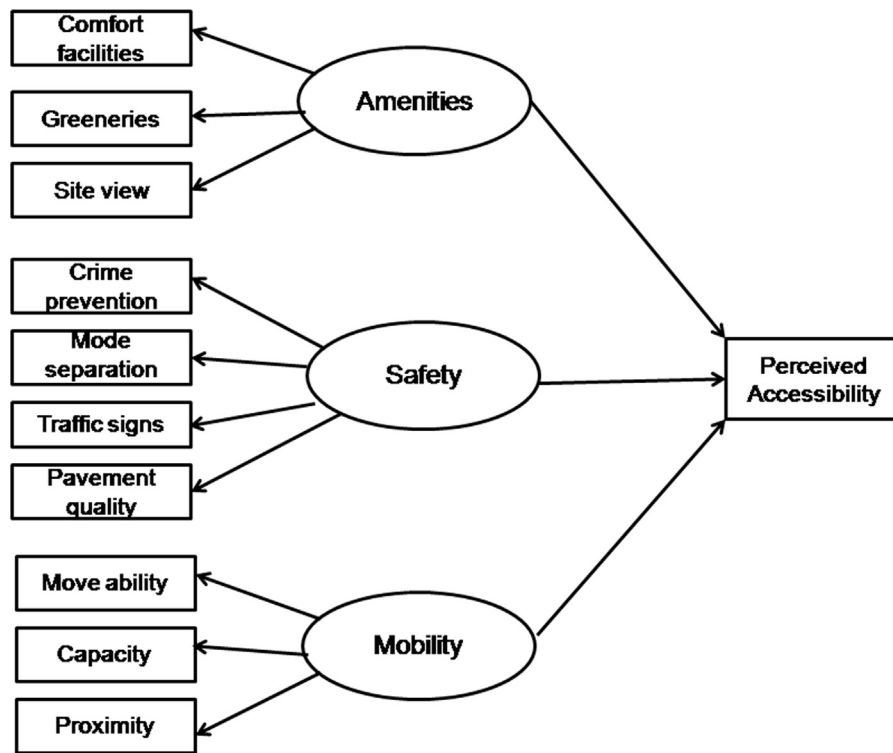 Comfort
facilities
Greeneries
Site view
Amenities
Crime
prevention
Mode
separation
Traffic signs
Pavement
quality
Safety
Perceived
Accessibility
Move ability
Capacity
Proximity
Mobility